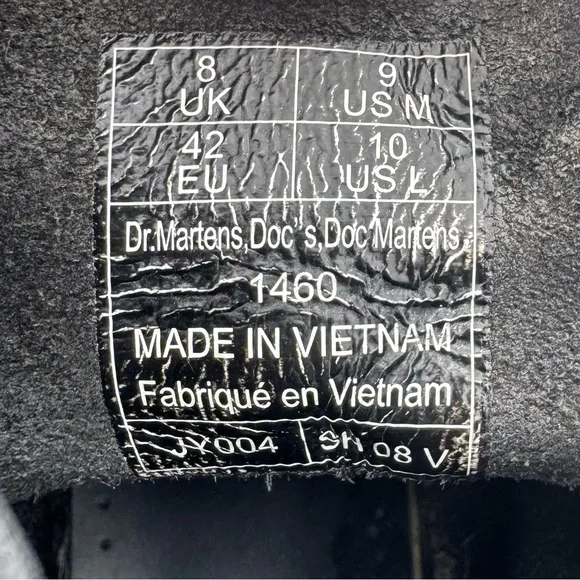 8 9
UK US M
42 10
EU US L
Dr.Martens,Doc's,Doc'Martens
1460
MADE IN VIETNAM
Fabriqué en Vietnam
JY004 SH 08 V